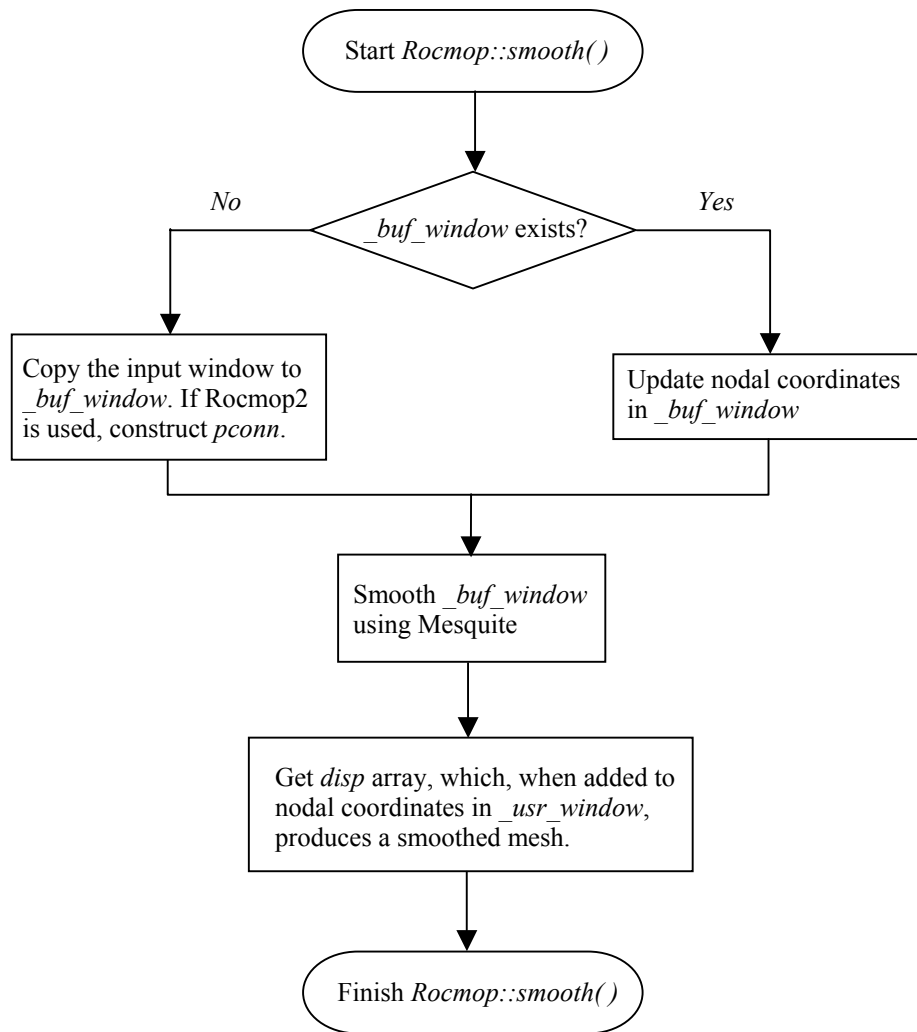 Start Rocmop::smooth( )
No
Yes
_buf_window exists?
Copy the input window to
_buf_window. If Rocmop2
is used, construct pconn.
Update nodal coordinates
in _buf_window
Smooth _buf_window
using Mesquite
Get disp array, which, when added to
nodal coordinates in _usr_window,
produces a smoothed mesh.
Finish Rocmop::smooth( )